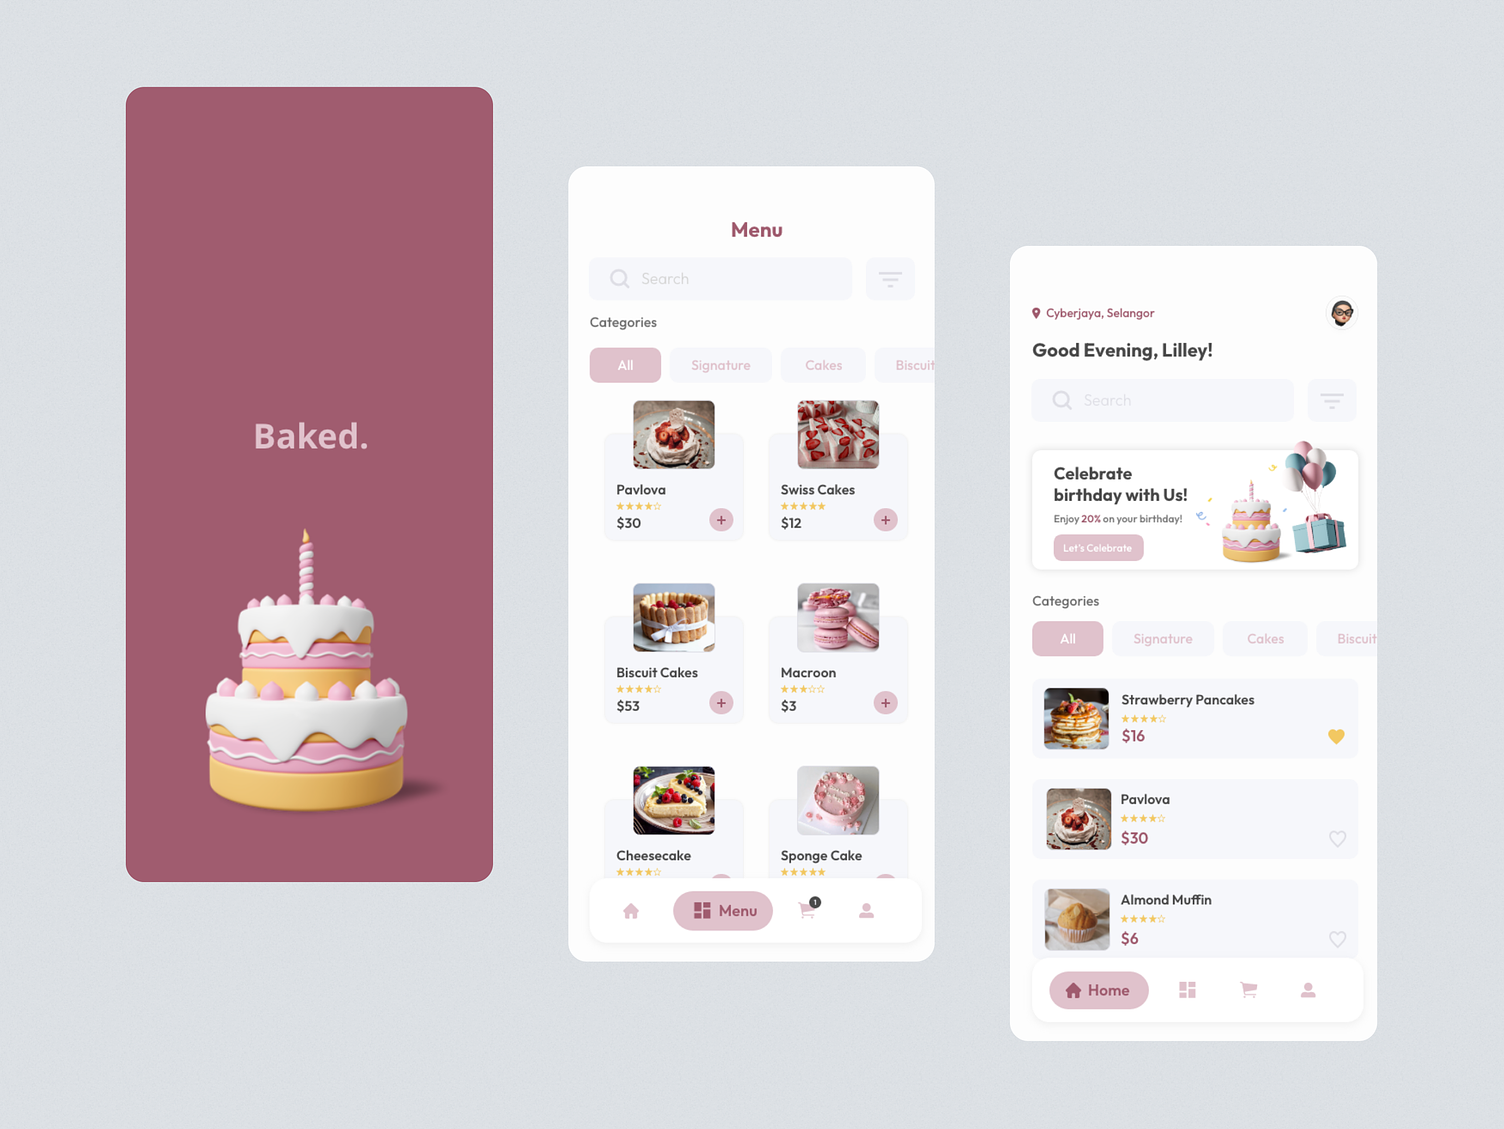 Baked.
Menu
Search
Categories
All
Signature
Cakes
Biscuit
Pavlova
$30
Swiss Cakes
$12
Biscuit Cakes
$53
Macroon
$3
Cheesecake
Sponge Cake
Menu
1
Cyberjaya, Selangor
Good Evening, Lilley!
Search
Celebrate
birthday with Us!
Enjoy 20% on your birthday!
Let's Celebrate
Categories
All
Signature
Cakes
Biscuit
Strawberry Pancakes
$16
Pavlova
$30
Almond Muffin
$6
Home